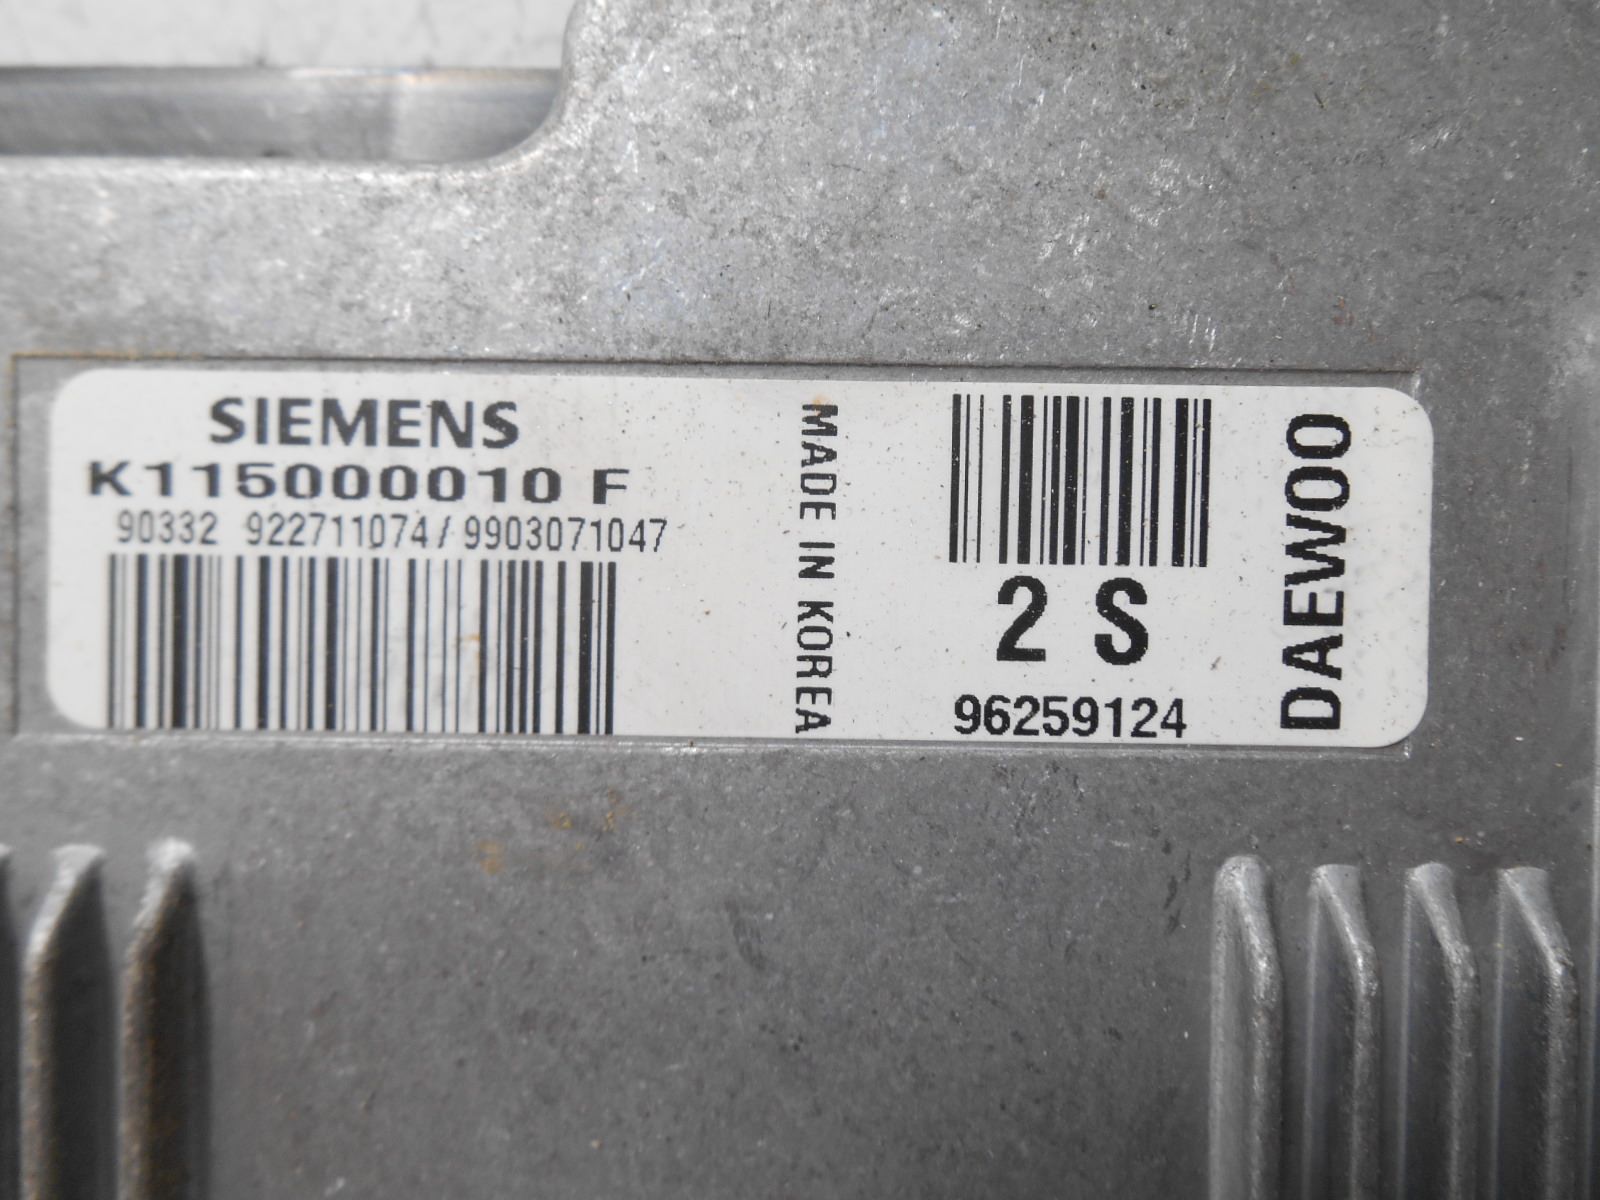 SIEMENS
K115000010 F
90332 922711074/9903071047
MADE IN KOREA
2 S
96259124
DAEWOO